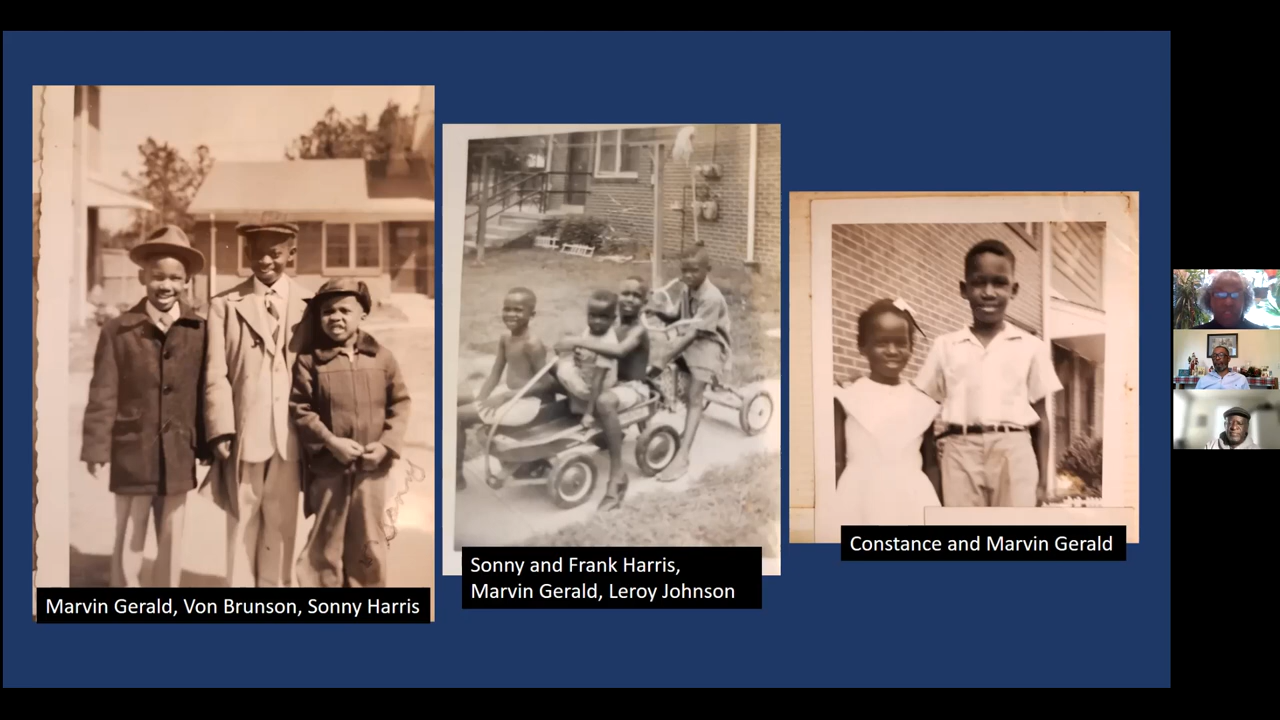 Marvin Gerald, Von Brunson, Sonny Harris
Sonny and Frank Harris,
Marvin Gerald, Leroy Johnson
Constance and Marvin Gerald